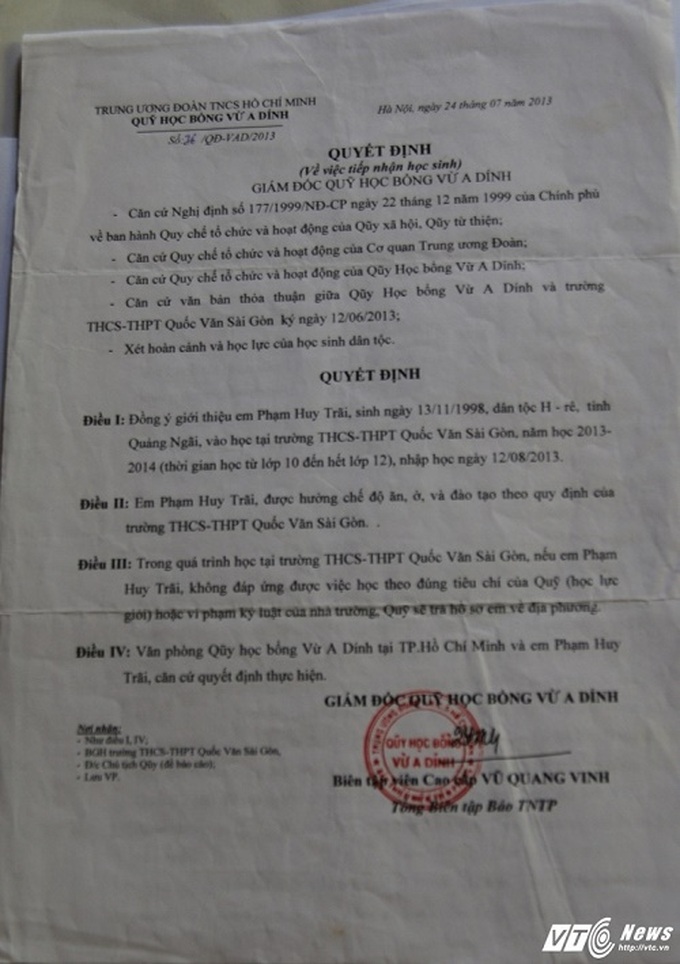 TRUNG ƯƠNG ĐOÀN TNCS HỒ CHÍ MINH
QUỸ HỌC BỔNG VỪ A DÍNH
Số: 76 /QĐ-VAD/2013
Hà Nội, ngày 24 tháng 07 năm 2013
QUYẾT ĐỊNH
(Về việc tiếp nhận học sinh)
GIÁM ĐỐC QUỸ HỌC BỔNG VỪ A DÍNH
- Căn cứ Nghị định số 177/1999/NĐ-CP ngày 22 tháng 12 năm 1999 của Chính phủ
về ban hành Quy chế tổ chức và hoạt động của Qũy xã hội, Qũy từ thiện;
- Căn cứ Quy chế tổ chức và hoạt động của Cơ quan Trung ương Đoàn;
- Căn cứ Quy chế tổ chức và hoạt động của Qũy Học bổng Vừ A Dính;
- Căn cứ văn bản thỏa thuận giữa Qũy Học bổng Vừ A Dính và trường
THCS-THPT Quốc Văn Sài Gòn ký ngày 12/06/2013;
- Xét hoàn cảnh và học lực của học sinh dân tộc.
QUYẾT ĐỊNH
Điều I: Đồng ý giới thiệu em Phạm Huy Trãi, sinh ngày 13/11/1998, dân tộc H - rê, tỉnh
Quảng Ngãi, vào học tại trường THCS-THPT Quốc Văn Sài Gòn, năm học 2013-
2014 (thời gian học từ lớp 10 đến hết lớp 12), nhập học ngày 12/08/2013.
Điều II: Em Phạm Huy Trãi, được hưởng chế độ ăn, ở, và đào tạo theo quy định của
trường THCS-THPT Quốc Văn Sài Gòn. .
Điều III: Trong quá trình học tại trường THCS-THPT Quốc Văn Sài Gòn, nếu em Phạm
Huy Trãi, không đáp ứng được việc học theo đúng tiêu chí của Quỹ (học lực
giỏi) hoặc vi phạm kỷ luật của nhà trường, Quỹ sẽ trả hồ sơ em về địa phương.
Điều IV: Văn phòng Qũy học bổng Vừ A Dính tại TP.Hồ Chí Minh và em Phạm Huy
Trãi, căn cứ quyết định thực hiện.
GIÁM ĐỐC QUỸ HỌC BỔNG VỪ A DÍNH
Nơi nhận:
- Như điều I, IV;
- BGH trường THCS-THPT Quốc Văn Sài Gòn,
- Đ/c Chủ tịch Qũy (để báo cáo);
- Lưu VP.
QŨY HỌC BỔNG
VỪ A DÍNH
Biên tập viên Cao cấp VŨ QUANG VINH
Tổng Biên tập Báo TNTP
VTC News
http://vtc.vn